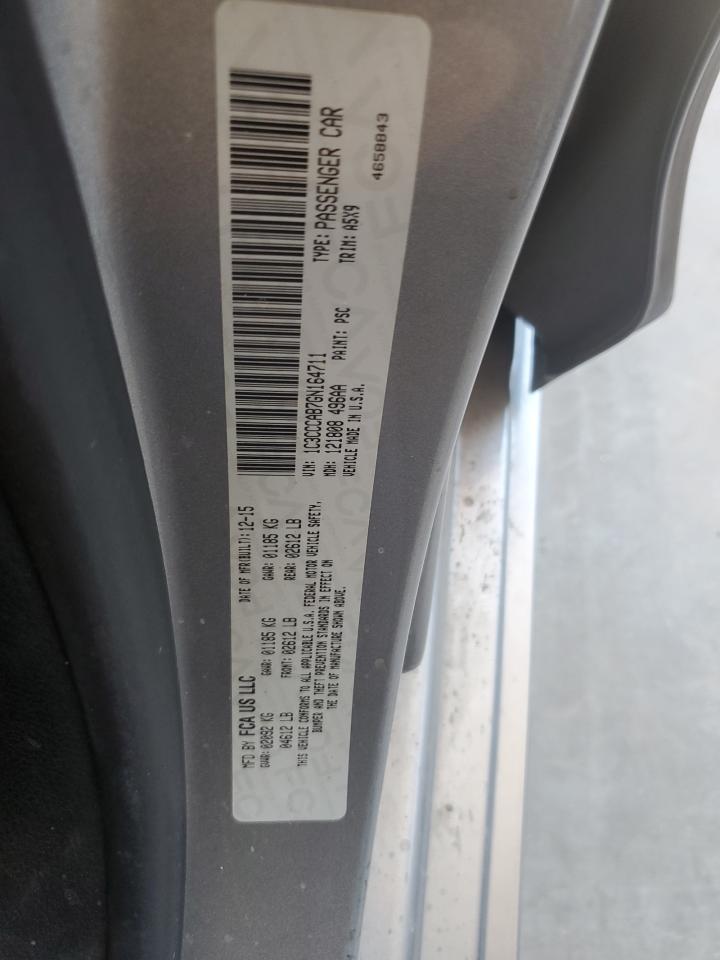 MFD BY FCA US LLC DATE OF MFR(BUILT): 12-15
GVWR: 02092 KG GAWR: 01185 KG GAWR: 01185 KG
04612 LB FRONT: 02612 LB REAR: 02612 LB
THIS VEHICLE CONFORMS TO ALL APPLICABLE U.S.A. FEDERAL MOTOR VEHICLE SAFETY,
BUMPER AND THEFT PREVENTION STANDARDS IN EFFECT ON
THE DATE OF MANUFACTURE SHOWN ABOVE.
VIN: 1C3CCCAB7GN164711 TYPE: PASSENGER CAR
MDH: 121808 496AA PAINT: PSC TRIM: A5X9
VEHICLE MADE IN U.S.A.
4658843